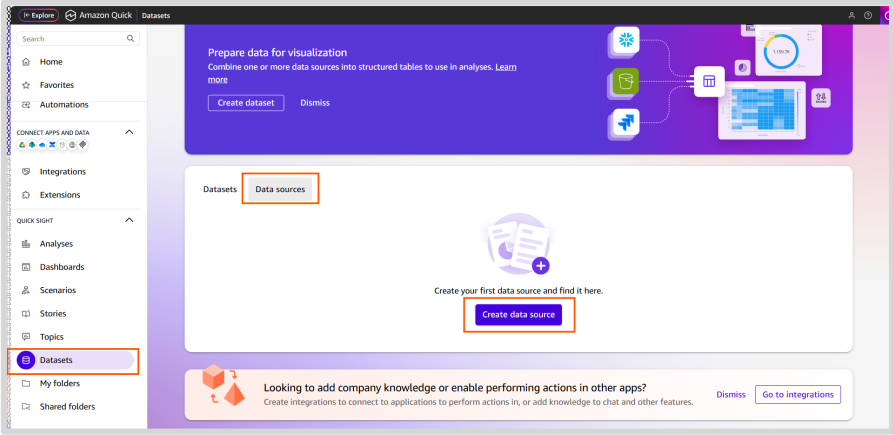 Explore
Amazon Quick
Datasets
Search
Home
Favorites
Automations
CONNECT APPS AND DATA
Integrations
Extensions
QUICK SIGHT
Analyses
Dashboards
Scenarios
Stories
Topics
Datasets
My folders
Shared folders
Prepare data for visualization
Combine one or more data sources into structured tables to use in analyses. Learn
more
Create dataset
Dismiss
1,159.7K
Datasets
Data sources
Create your first data source and find it here.
Create data source
Looking to add company knowledge or enable performing actions in other apps?
Create integrations to connect to applications to perform actions in, or add knowledge to chat and other features.
Dismiss
Go to integrations